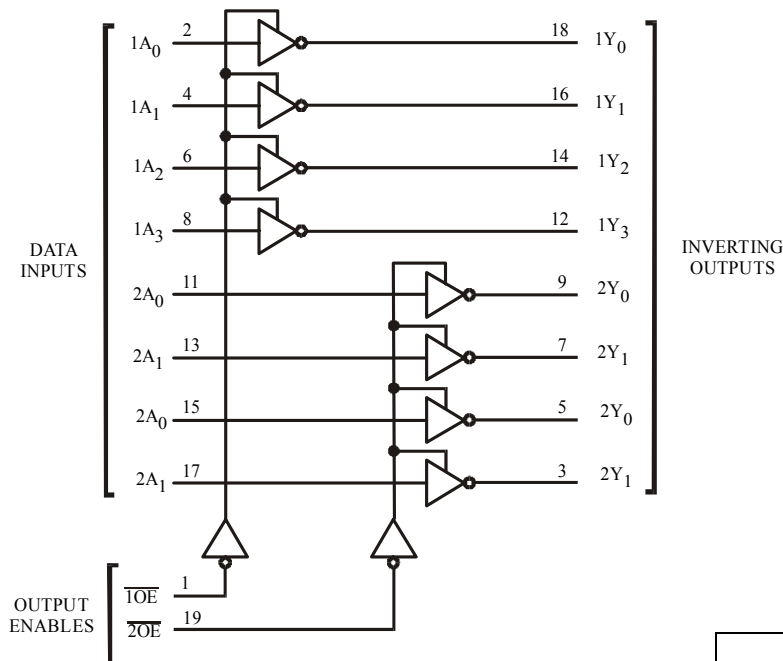 1A₀ 2 18 1Y₀
1A₁ 4 16 1Y₁
1A₂ 6 14 1Y₂
1A₃ 8 12 1Y₃
DATA
INPUTS
INVERTING
OUTPUTS
2A₀ 11 9 2Y₀
2A₁ 13 7 2Y₁
2A₀ 15 5 2Y₀
2A₁ 17 3 2Y₁
OUTPUT
ENABLES
1OE 1
2OE 19